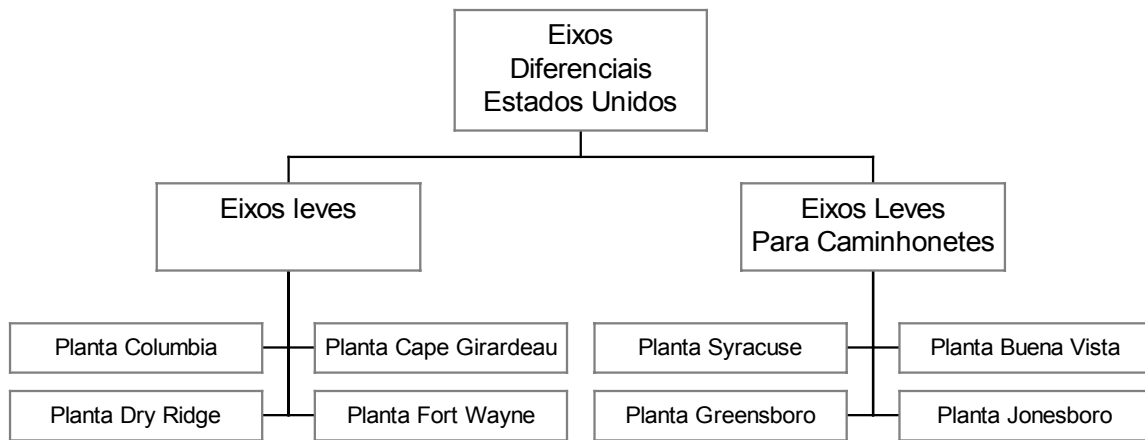 Eixos
Diferenciais
Estados Unidos
Eixos leves
Eixos Leves
Para Caminhonetes
Planta Columbia
Planta Cape Girardeau
Planta Syracuse
Planta Buena Vista
Planta Dry Ridge
Planta Fort Wayne
Planta Greensboro
Planta Jonesboro